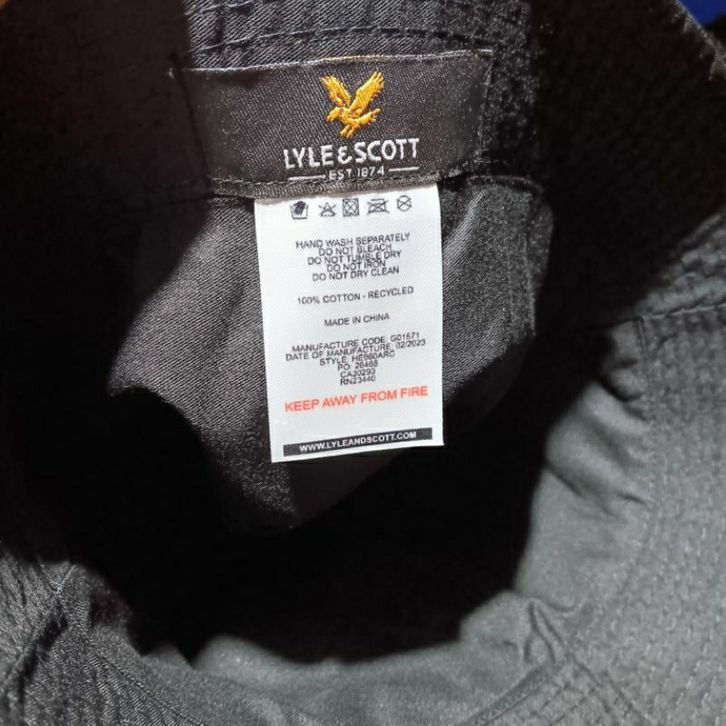 LYLE & SCOTT
EST 1874
HAND WASH SEPARATELY
DO NOT BLEACH
DO NOT TUMBLE DRY
DO NOT IRON
DO NOT DRY CLEAN
100% COTTON - RECYCLED
MADE IN CHINA
MANUFACTURE CODE: G01571
DATE OF MANUFACTURE: 02/2023
STYLE: HE960ARC
PO: 26468
CA30293
RN23440
KEEP AWAY FROM FIRE
WWW.LYLEANDSCOTT.COM